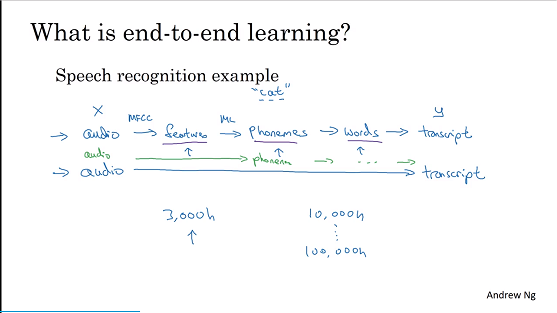 What is end-to-end learning?
Speech recognition example
"cat"
X MFCC ML y
audio features phonemes words transcript
audio phonem ...
audio transcript
3,000h 10,000h
100,000h
Andrew Ng